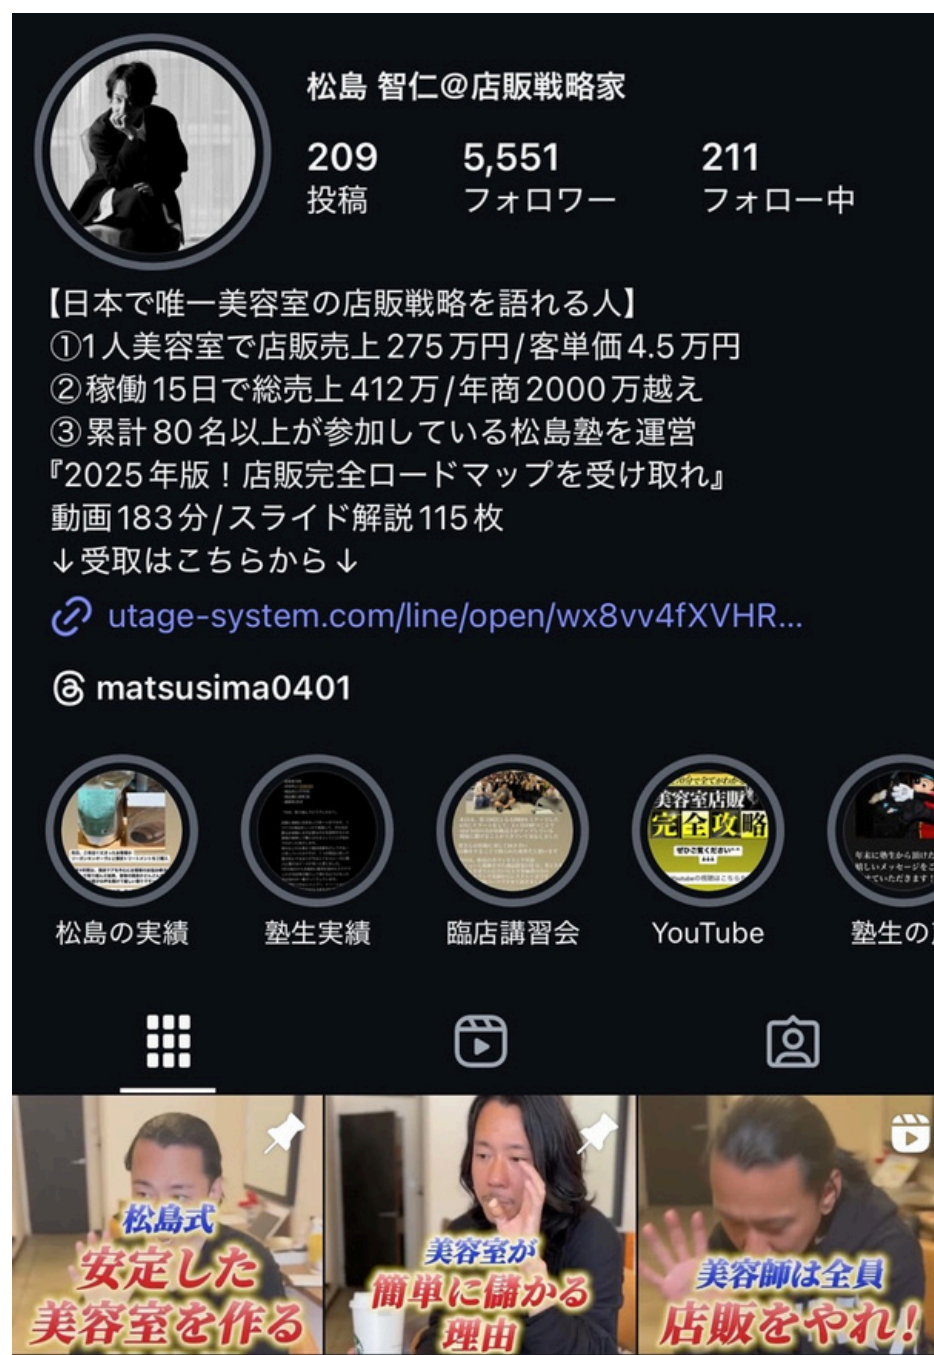 松島 智仁@店販戦略家
209 5,551 211
投稿 フォロワー フォロー中
【日本で唯一美容室の店販戦略を語れる人】
①1人美容室で店販売上275万円/客単価4.5万円
②稼働15日で総売上412万/年商2000万越え
③累計80名以上が参加している松島塾を運営
『2025年版！店販完全ロードマップを受け取れ』
動画183分/スライド解説115枚
↓受取はこちらから↓
utage-system.com/line/open/wx8vv4fXVHR...
matsusima0401
美容室店販
完全攻略
ぜひご覧ください
松島の実績 塾生実績 臨店講習会 YouTube 塾生の
松島式
安定した
美容室を作る
美容室が
簡単に儲かる
理由
美容師は全員
店販をやれ!